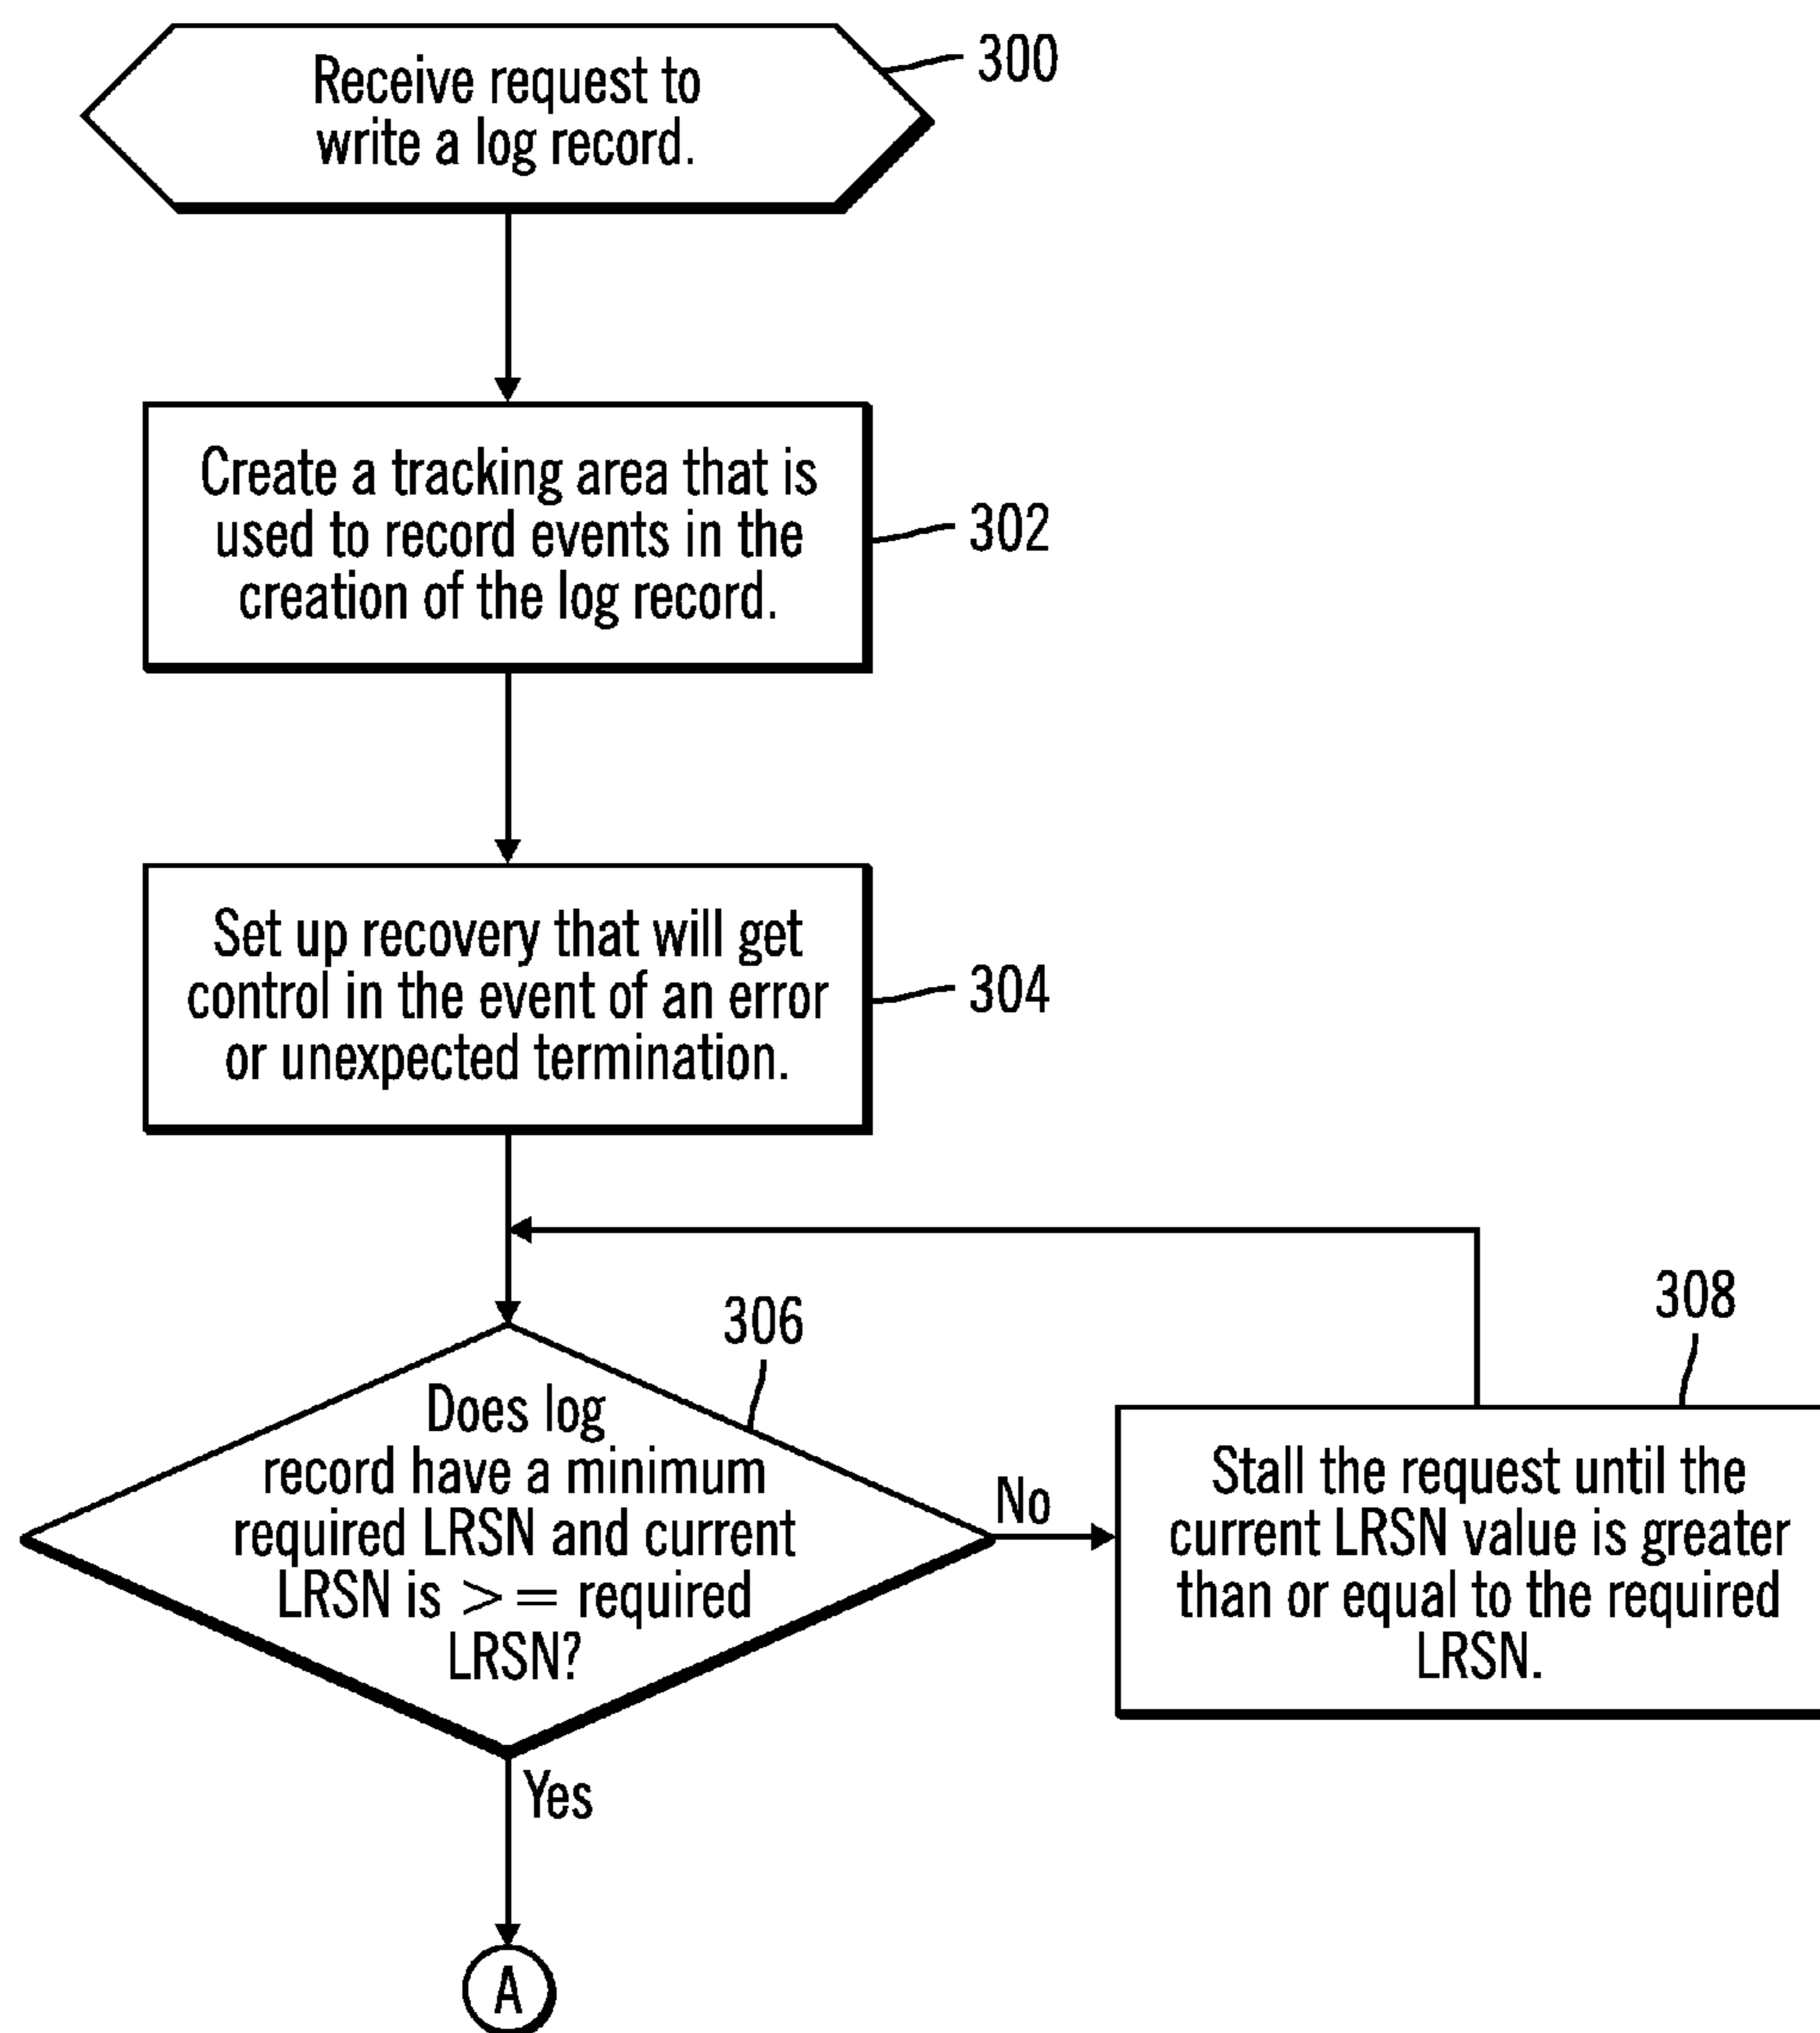 Receive request to
write a log record.
300
Create a tracking area that is
used to record events in the
creation of the log record.
302
Set up recovery that will get
control in the event of an error
or unexpected termination.
304
306
Does log
record have a minimum
required LRSN and current
LRSN is >= required
LRSN?
No
308
Stall the request until the
current LRSN value is greater
than or equal to the required
LRSN.
Yes
A